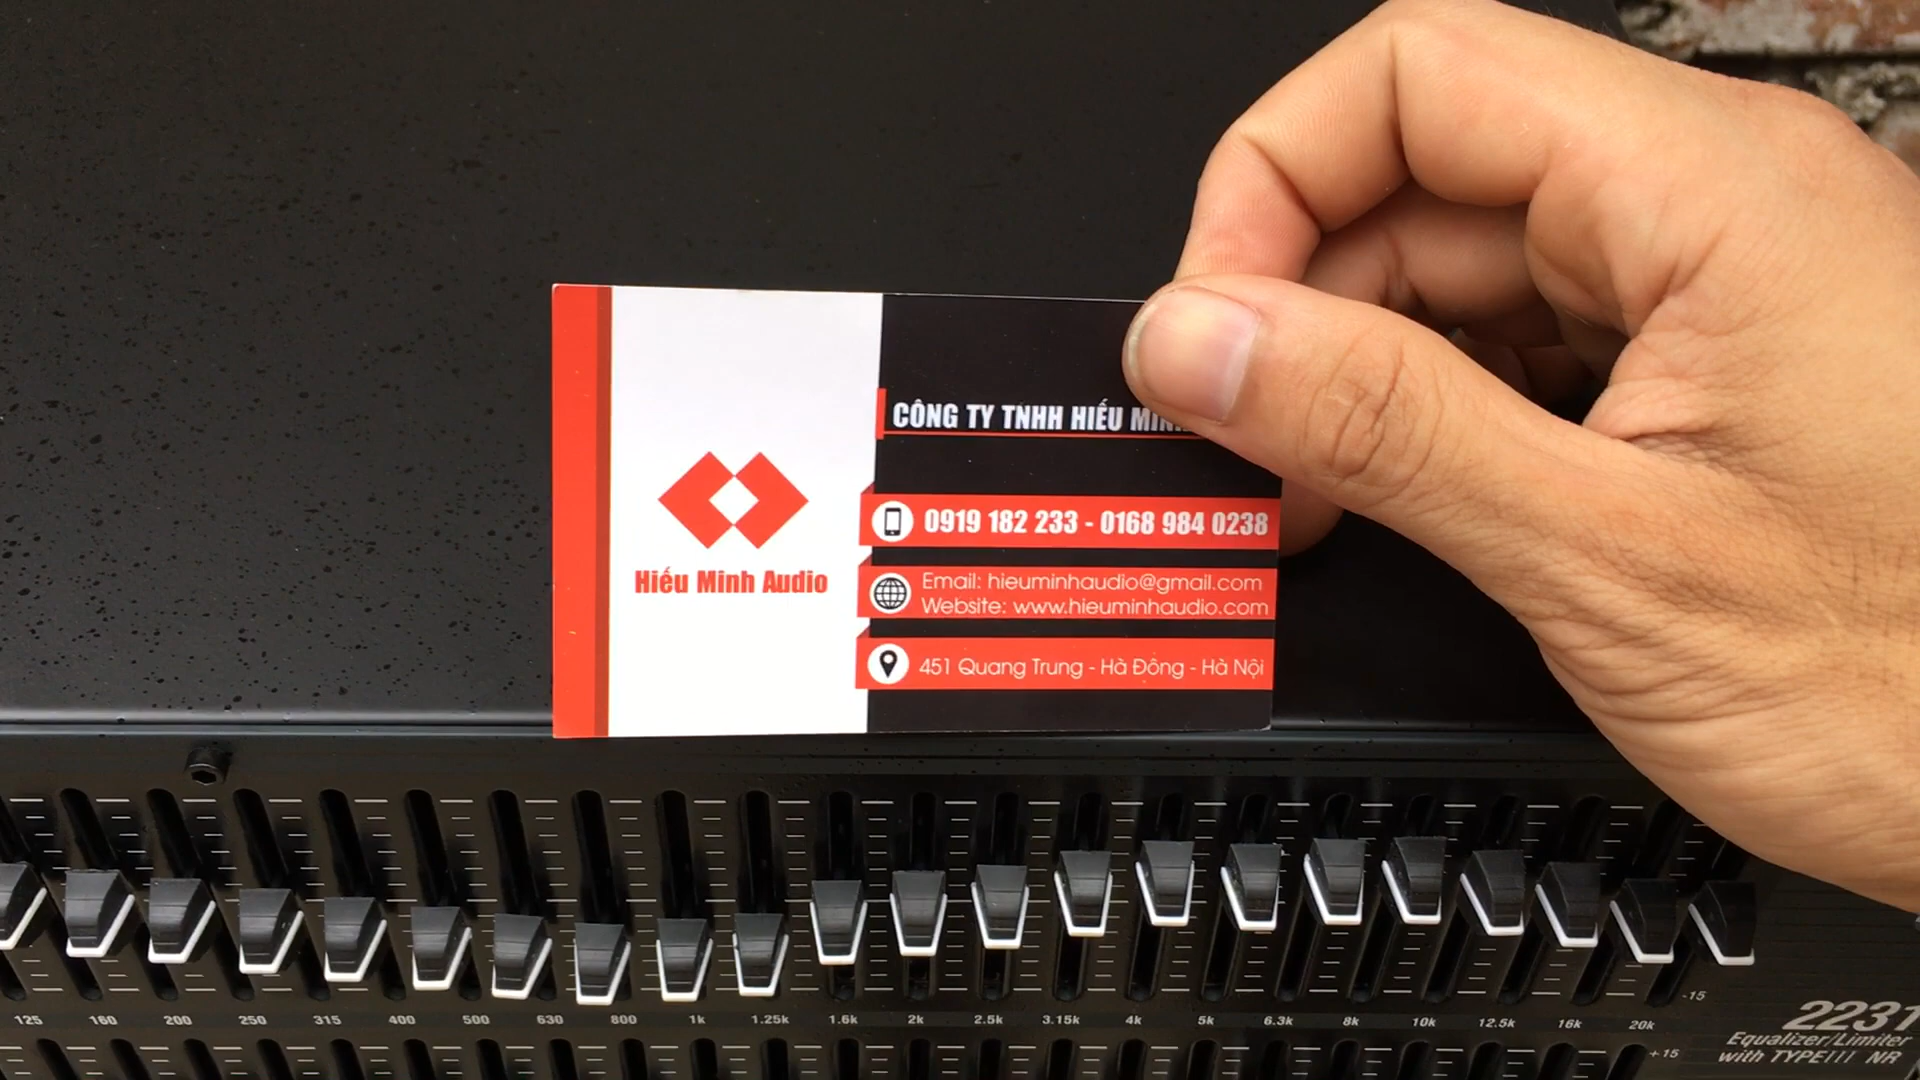 CÔNG TY TNHH HIẾU
Hiếu Minh Audio
0919 182 233 - 0168 984 0238
Email: hieuminhaudio@gmail.com
Website: www.hieuminhaudio.com
451 Quang Trung - Hà Đông - Hà Nội
-15
125 160 200 250 315 400 500 630 800 1k 1.25k 1.6k 2k 2.5k 3.15k 4k 5k 6.3k 8k 10k 12.5k 16k 20k
2231
Equalizer/Limiter
with TYPE III NR
+15